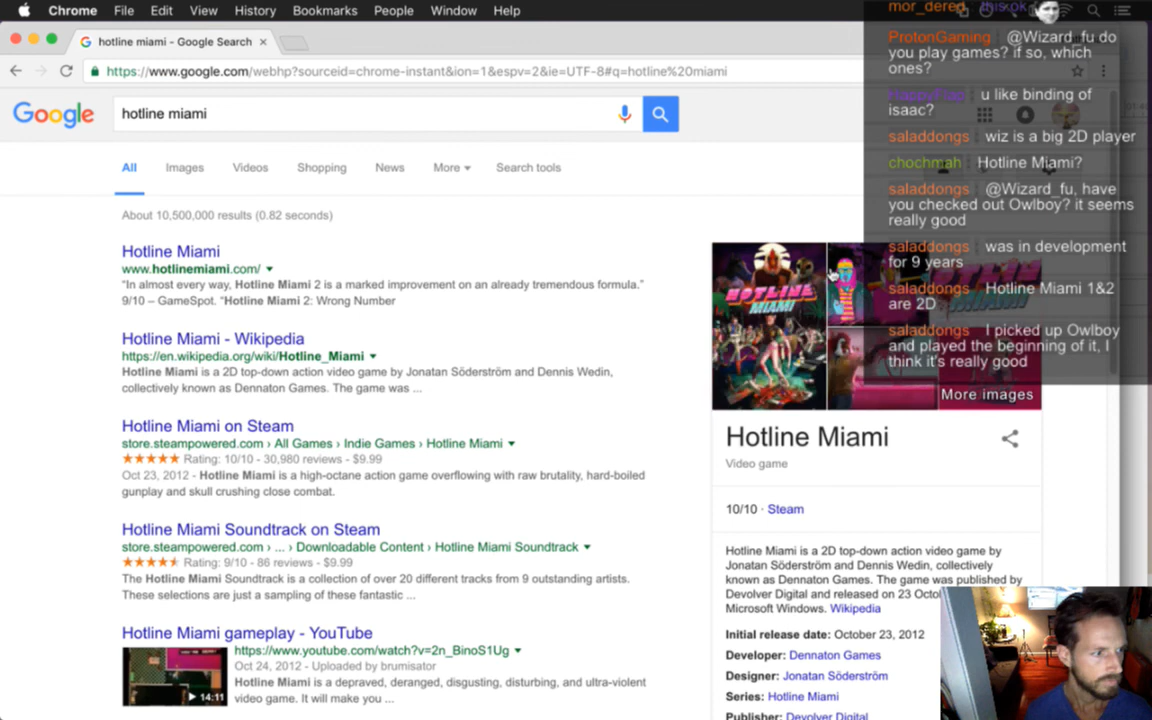 Chrome File Edit View History Bookmarks People Window Help
hotline miami - Google Search
https://www.google.com/webhp?sourceid=chrome-instant&ion=1&espv=2&ie=UTF-8#q=hotline%20miami
Google
hotline miami
All Images Videos Shopping News More Search tools
About 10,500,000 results (0.82 seconds)
Hotline Miami
www.hotlinemiami.com/
“In almost every way, Hotline Miami 2 is a marked improvement on an already tremendous formula.”
9/10 – GameSpot. “Hotline Miami 2: Wrong Number
Hotline Miami - Wikipedia
https://en.wikipedia.org/wiki/Hotline_Miami
Hotline Miami is a 2D top-down action video game by Jonatan Söderström and Dennis Wedin,
collectively known as Dennaton Games. The game was ...
Hotline Miami on Steam
store.steampowered.com › All Games › Indie Games › Hotline Miami
Rating: 10/10 - 30,980 reviews - $9.99
Oct 23, 2012 - Hotline Miami is a high-octane action game overflowing with raw brutality, hard-boiled
gunplay and skull crushing close combat.
Hotline Miami Soundtrack on Steam
store.steampowered.com › ... › Downloadable Content › Hotline Miami Soundtrack
Rating: 9/10 - 86 reviews - $9.99
The Hotline Miami Soundtrack is a collection of over 20 different tracks from 9 outstanding artists.
These selections are just a sampling of these fantastic ...
Hotline Miami gameplay - YouTube
https://www.youtube.com/watch?v=2n_BinoS1Ug
Oct 24, 2012 - Uploaded by brumisator
Hotline Miami is a depraved, deranged, disgusting, disturbing, and ultra-violent
video game. It will make you ...
14:11
mor_dered this ok
ProtonGaming @Wizard_fu do
you play games? if so, which
ones?
HappyFlap u like binding of
isaac?
saladdongs wiz is a big 2D player
chochmah Hotline Miami?
saladdongs @Wizard_fu, have
you checked out Owlboy? it seems
really good
saladdongs was in development
for 9 years
saladdongs Hotline Miami 1&2
are 2D
saladdongs I picked up Owlboy
and played the beginning of it, I
think it's really good
HOTLINE
MIAMI
More images
Hotline Miami
Video game
10/10 · Steam
Hotline Miami is a 2D top-down action video game by
Jonatan Söderström and Dennis Wedin, collectively
known as Dennaton Games. The game was published by
Devolver Digital and released on 23 Octo
Microsoft Windows. Wikipedia
Initial release date: October 23, 2012
Developer: Dennaton Games
Designer: Jonatan Söderström
Series: Hotline Miami
Publisher: Devolver Digital